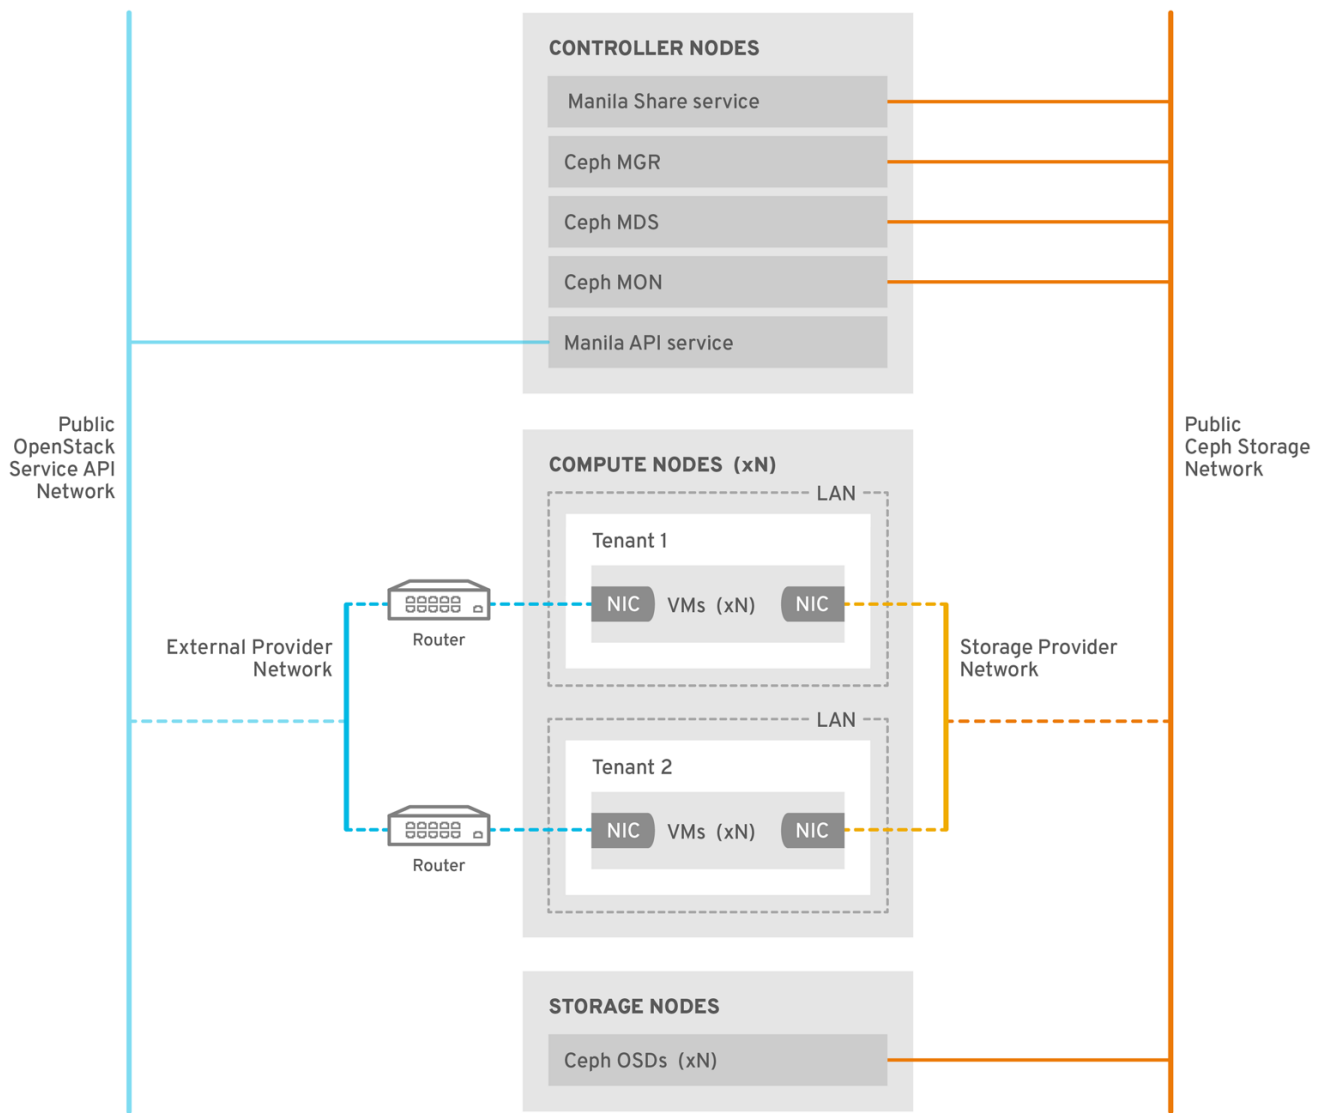 CONTROLLER NODES
Manila Share service
Ceph MGR
Ceph MDS
Ceph MON
Manila API service
Public
OpenStack
Service API
Network
Public
Ceph Storage
Network
COMPUTE NODES (xN)
LAN
Tenant 1
NIC VMs (xN) NIC
Router
External Provider
Network
Storage Provider
Network
LAN
Tenant 2
NIC VMs (xN) NIC
Router
STORAGE NODES
Ceph OSDs (xN)